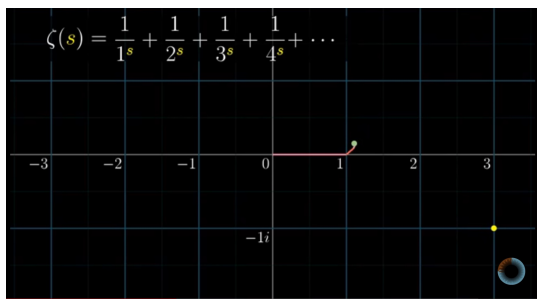 ζ(s) = 1/1^s + 1/2^s + 1/3^s + 1/4^s + ⋯
−3 −2 −1 0 1 2 3
−1i